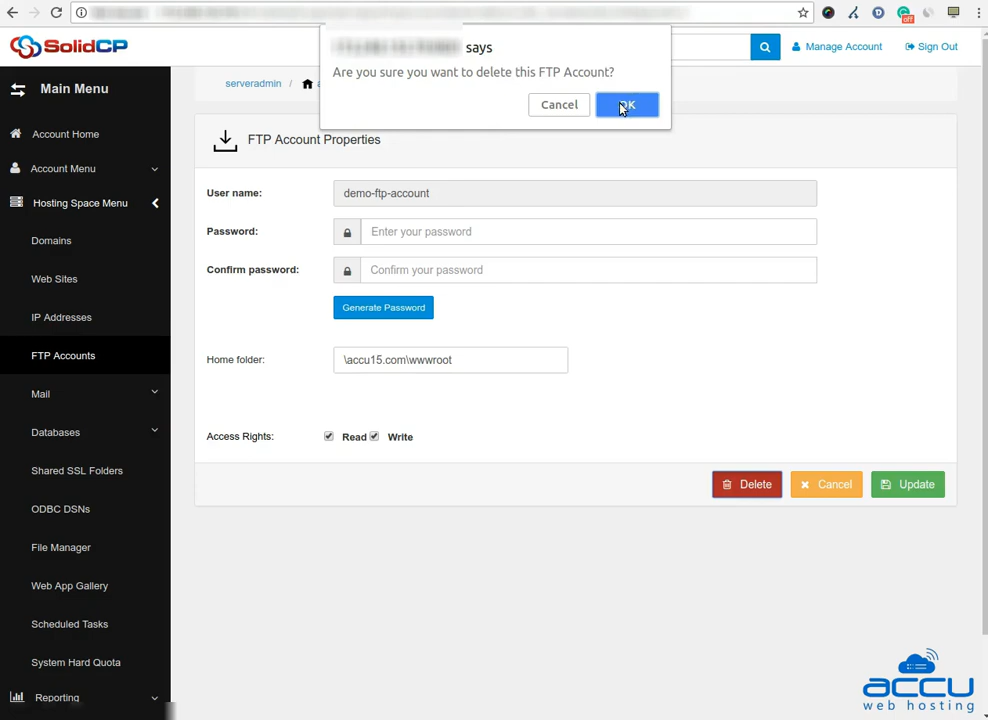 says
Are you sure you want to delete this FTP Account?
Cancel
OK
SolidCP
Manage Account
Sign Out
off
Main Menu
serveradmin /
Account Home
Account Menu
Hosting Space Menu
Domains
Web Sites
IP Addresses
FTP Accounts
Mail
Databases
Shared SSL Folders
ODBC DSNs
File Manager
Web App Gallery
Scheduled Tasks
System Hard Quota
Reporting
FTP Account Properties
User name:
demo-ftp-account
Password:
Enter your password
Confirm password:
Confirm your password
Generate Password
Home folder:
\accu15.com\wwwroot
Access Rights:
Read
Write
Delete
Cancel
Update
accu
web hosting